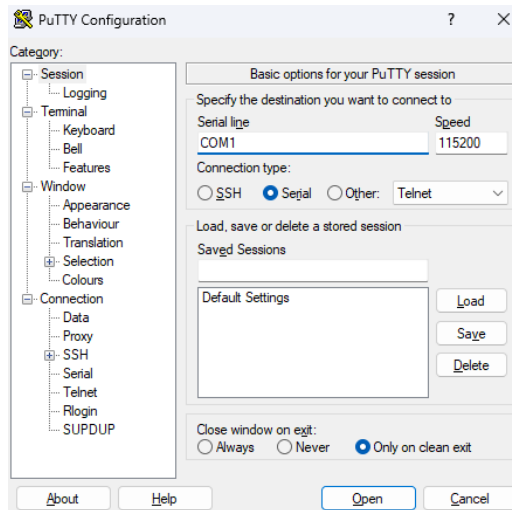 PuTTY Configuration ? ×
Category:
Session
Logging
Terminal
Keyboard
Bell
Features
Window
Appearance
Behaviour
Translation
Selection
Colours
Connection
Data
Proxy
SSH
Serial
Telnet
Rlogin
SUPDUP
Basic options for your PuTTY session
Specify the destination you want to connect to
Serial line Speed
COM1 115200
Connection type:
SSH Serial Other: Telnet
Load, save or delete a stored session
Saved Sessions
Default Settings
Load
Save
Delete
Close window on exit:
Always Never Only on clean exit
About Help Open Cancel